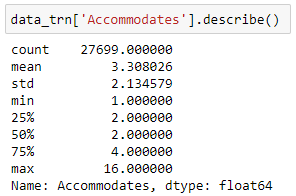 data_trn['Accommodates'].describe()
count    27699.000000
mean         3.308026
std          2.134579
min          1.000000
25%          2.000000
50%          2.000000
75%          4.000000
max         16.000000
Name: Accommodates, dtype: float64